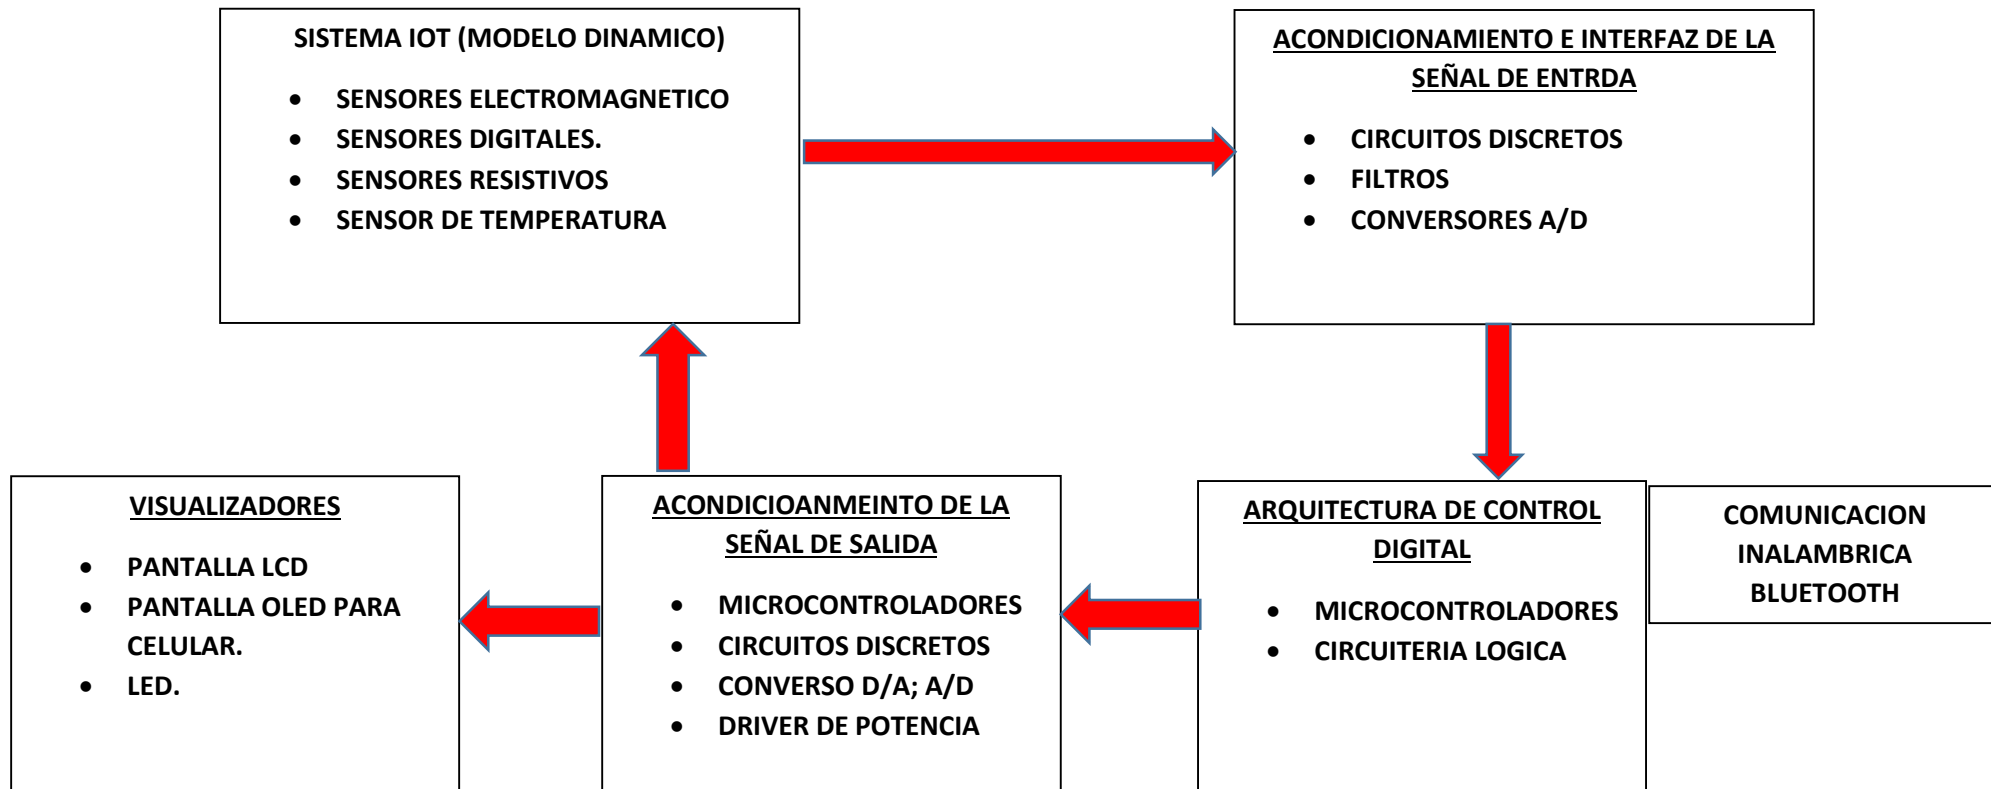 SISTEMA IOT (MODELO DINAMICO)
• SENSORES ELECTROMAGNETICO
• SENSORES DIGITALES.
• SENSORES RESISTIVOS
• SENSOR DE TEMPERATURA
ACONDICIONAMIENTO E INTERFAZ DE LA
SEÑAL DE ENTRDA
• CIRCUITOS DISCRETOS
• FILTROS
• CONVERSORES A/D
VISUALIZADORES
• PANTALLA LCD
• PANTALLA OLED PARA
CELULAR.
• LED.
ACONDICIOANMEINTO DE LA
SEÑAL DE SALIDA
• MICROCONTROLADORES
• CIRCUITOS DISCRETOS
• CONVERSO D/A; A/D
• DRIVER DE POTENCIA
ARQUITECTURA DE CONTROL
DIGITAL
• MICROCONTROLADORES
• CIRCUITERIA LOGICA
COMUNICACION
INALAMBRICA
BLUETOOTH